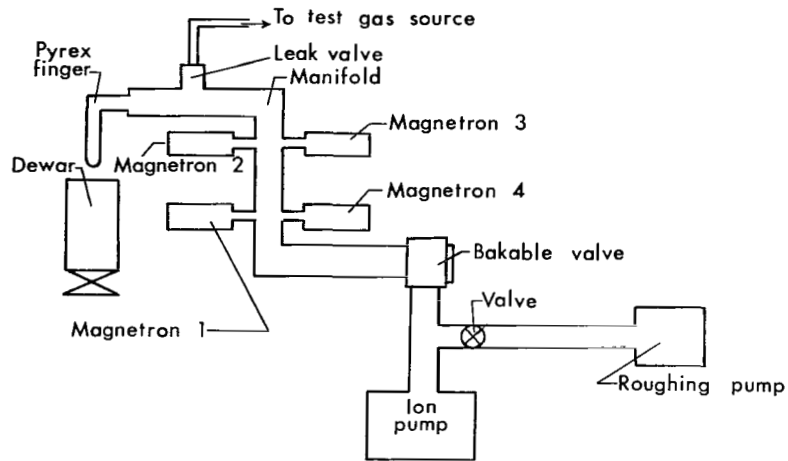 To test gas source
Leak valve
Pyrex
finger
Manifold
Magnetron 3
Dewar
Magnetron 2
Magnetron 4
Bakable valve
Magnetron 1
Valve
Roughing pump
Ion
pump